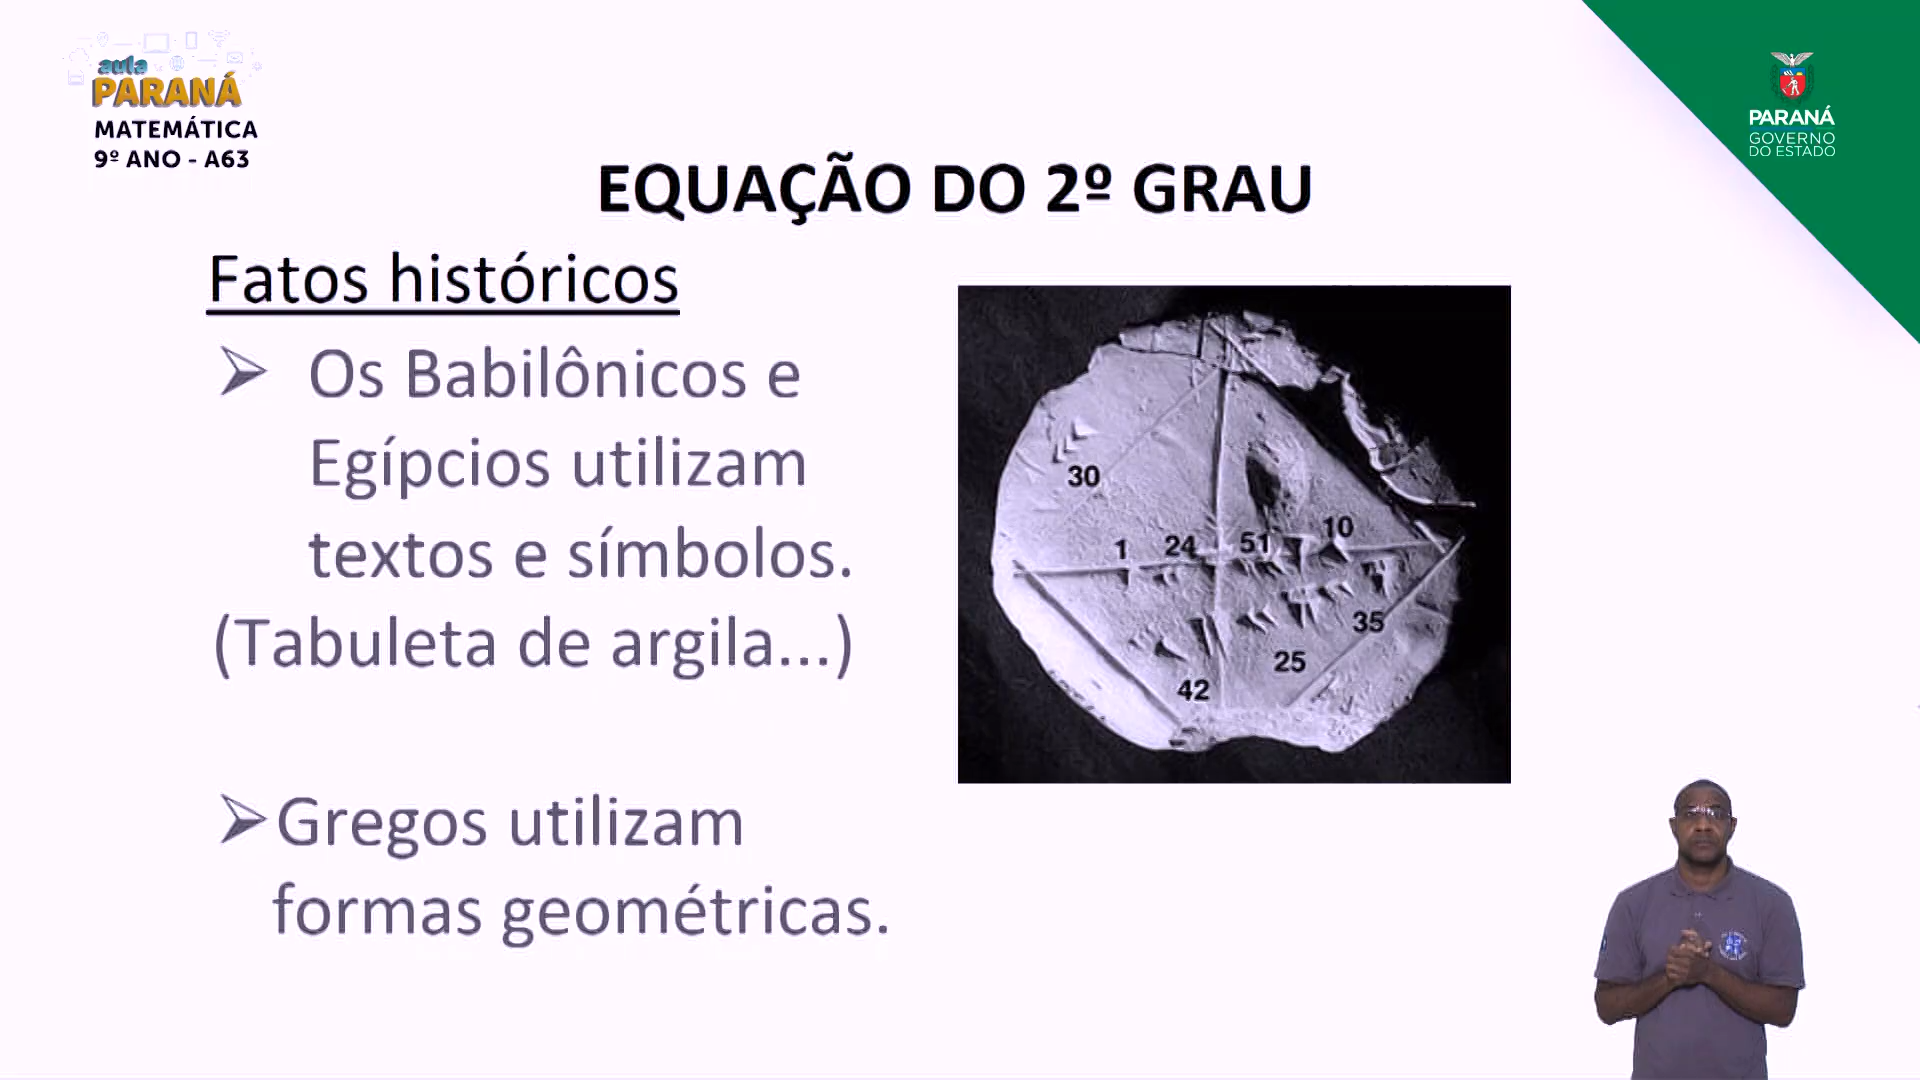 aula
PARANÁ
MATEMÁTICA
9º ANO - A63
PARANÁ
GOVERNO
DO ESTADO
EQUAÇÃO DO 2º GRAU
Fatos históricos
➢ Os Babilônicos e
Egípcios utilizam
textos e símbolos.
(Tabuleta de argila...)
➢Gregos utilizam
formas geométricas.
30
1 24 51 10
35
25
42